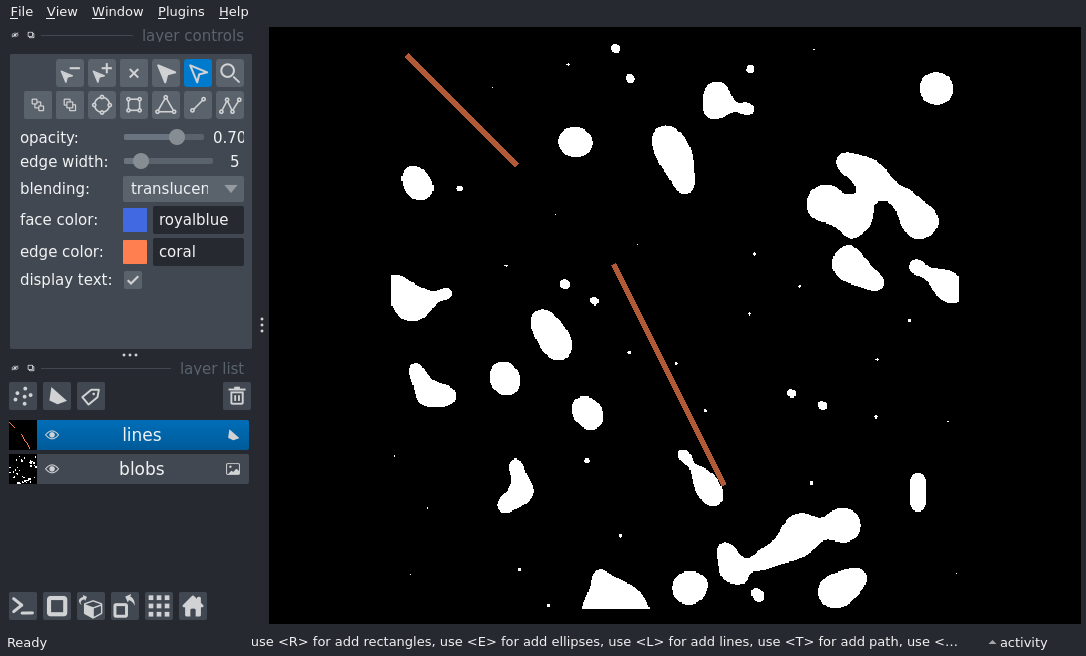 File View Window Plugins Help
layer controls
opacity: 0.70
edge width: 5
blending: translucen
face color: royalblue
edge color: coral
display text:
layer list
lines
blobs
Ready use <R> for add rectangles, use <E> for add ellipses, use <L> for add lines, use <T> for add path, use <... activity